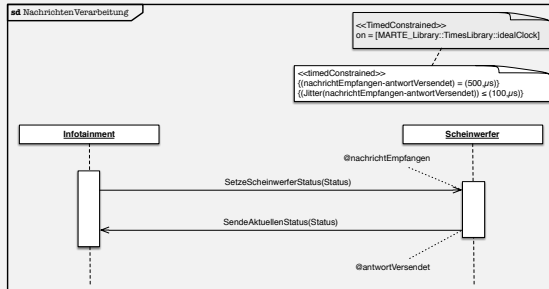 sd NachrichtenVerarbeitung
<<TimedConstrained>>
on = [MARTE_Library::TimesLibrary::idealClock]
<<timedConstrained>>
{(nachrichtEmpfangen-antwortVersendet) = (500,µs)}
{(Jitter(nachrichtEmpfangen-antwortVersendet)) ≤ (100,µs)}
Infotainment
Scheinwerfer
@nachrichtEmpfangen
SetzeScheinwerferStatus(Status)
SendeAktuellenStatus(Status)
@antwortVersendet